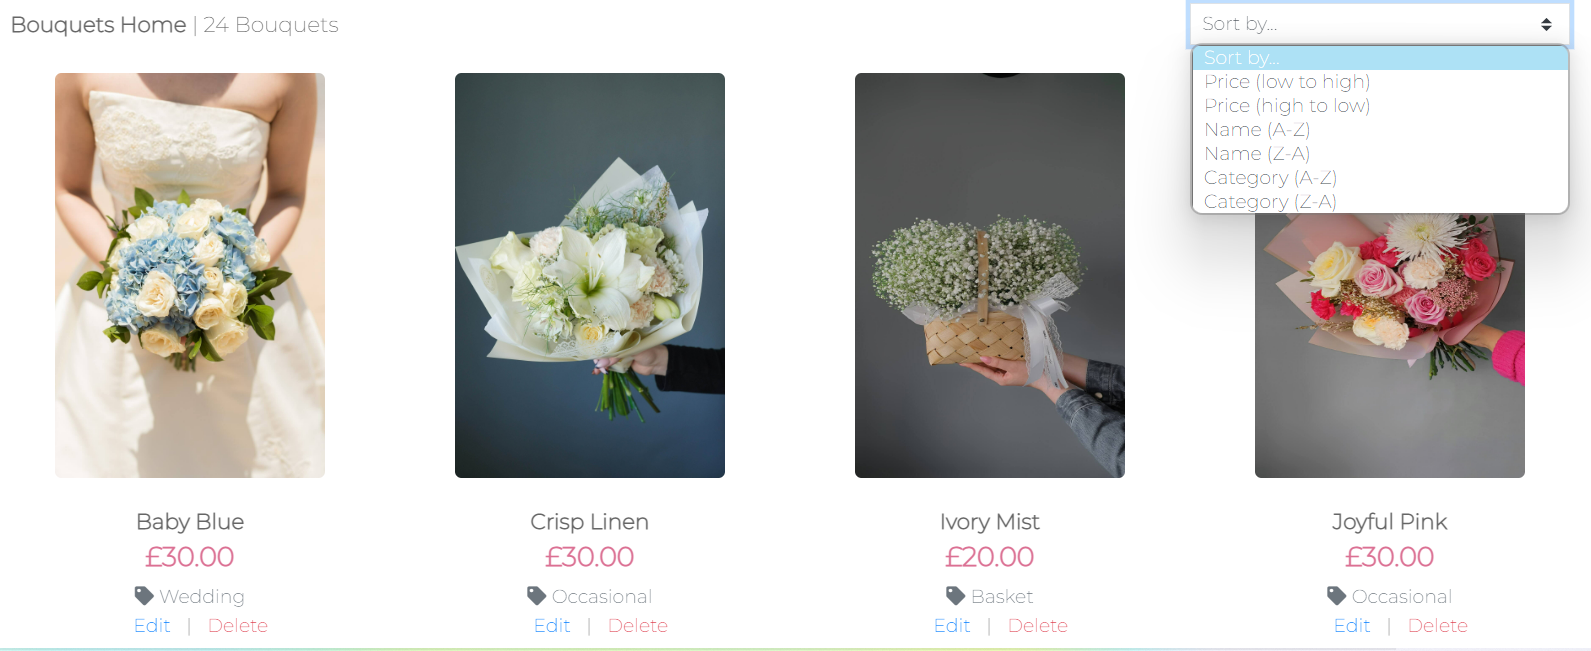 Bouquets Home | 24 Bouquets
Sort by...
Sort by...
Price (low to high)
Price (high to low)
Name (A-Z)
Name (Z-A)
Category (A-Z)
Category (Z-A)
Baby Blue
£30.00
Wedding
Edit | Delete
Crisp Linen
£30.00
Occasional
Edit | Delete
Ivory Mist
£20.00
Basket
Edit | Delete
Joyful Pink
£30.00
Occasional
Edit | Delete